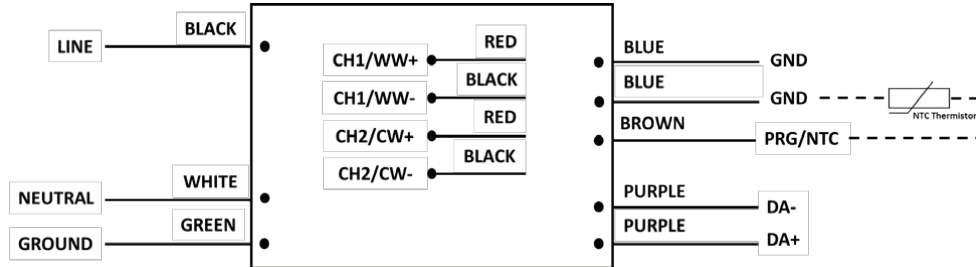 LINE
BLACK
NEUTRAL
WHITE
GROUND
GREEN
CH1/WW+
RED
CH1/WW-
BLACK
CH2/CW+
RED
CH2/CW-
BLACK
BLUE
GND
BLUE
GND
NTC Thermistor
BROWN
PRG/NTC
PURPLE
DA-
PURPLE
DA+